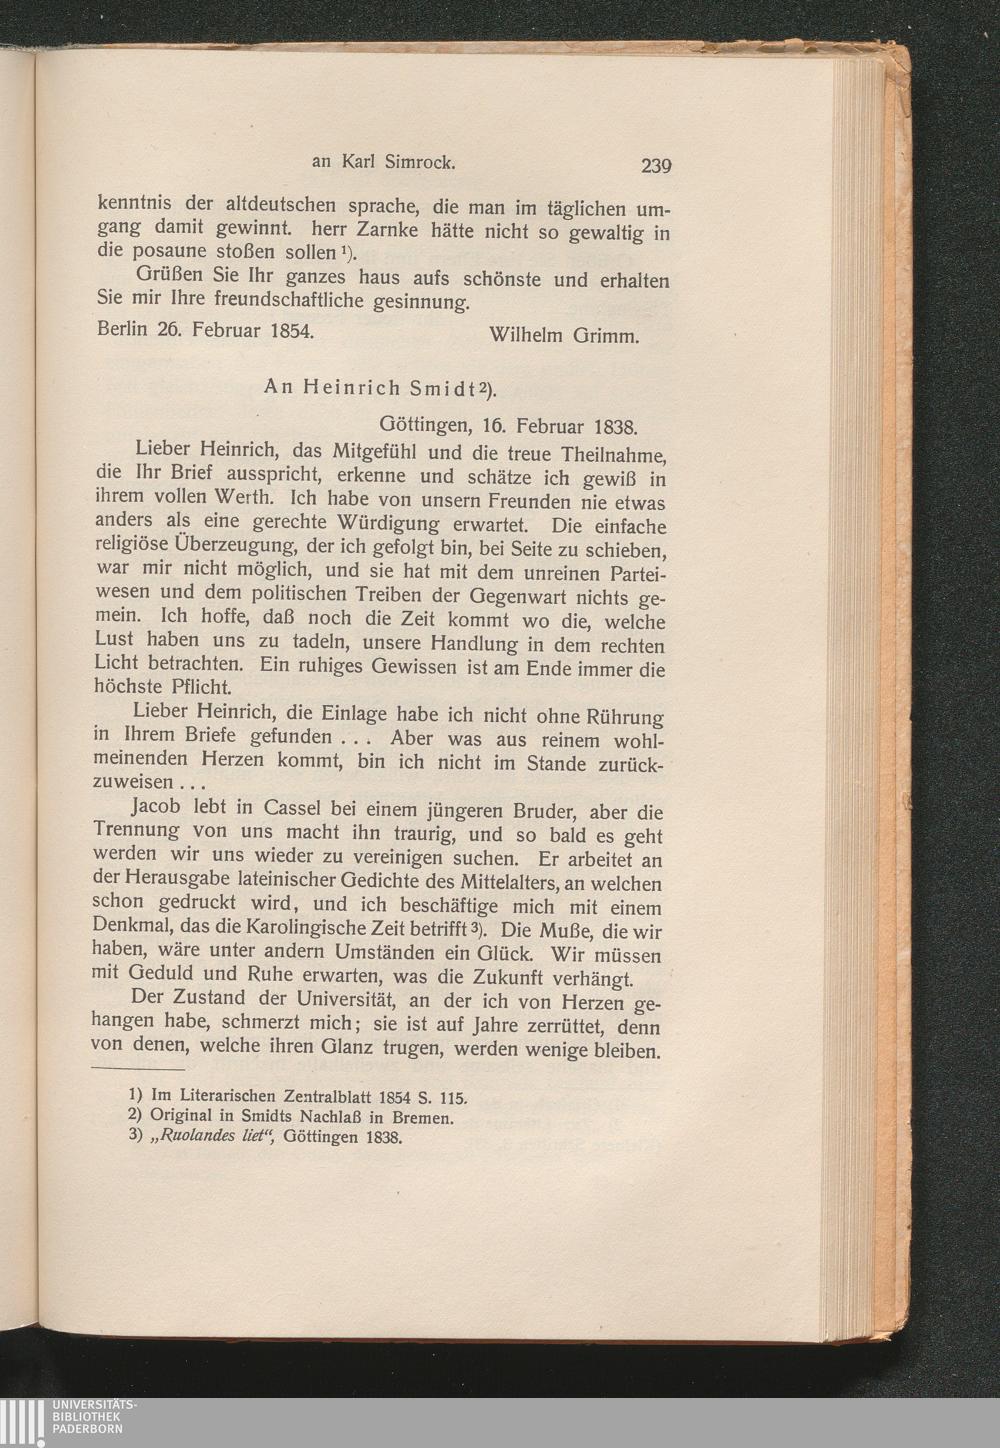 an Karl Simrock.
239
kenntnis der altdeutschen sprache, die man im täglichen um-
gang damit gewinnt. herr Zarnke hätte nicht so gewaltig in
die posaune stoßen sollen ¹).
Grüßen Sie Ihr ganzes haus aufs schönste und erhalten
Sie mir Ihre freundschaftliche gesinnung.
Berlin 26. Februar 1854. Wilhelm Grimm.
An Heinrich Smidt 2).
Göttingen, 16. Februar 1838.
Lieber Heinrich, das Mitgefühl und die treue Theilnahme,
die Ihr Brief ausspricht, erkenne und schätze ich gewiß in
ihrem vollen Werth. Ich habe von unsern Freunden nie etwas
anders als eine gerechte Würdigung erwartet. Die einfache
religiöse Überzeugung, der ich gefolgt bin, bei Seite zu schieben,
war mir nicht möglich, und sie hat mit dem unreinen Partei-
wesen und dem politischen Treiben der Gegenwart nichts ge-
mein. Ich hoffe, daß noch die Zeit kommt wo die, welche
Lust haben uns zu tadeln, unsere Handlung in dem rechten
Licht betrachten. Ein ruhiges Gewissen ist am Ende immer die
höchste Pflicht.
Lieber Heinrich, die Einlage habe ich nicht ohne Rührung
in Ihrem Briefe gefunden . . . Aber was aus reinem wohl-
meinenden Herzen kommt, bin ich nicht im Stande zurück-
zuweisen . . .
Jacob lebt in Cassel bei einem jüngeren Bruder, aber die
Trennung von uns macht ihn traurig, und so bald es geht
werden wir uns wieder zu vereinigen suchen. Er arbeitet an
der Herausgabe lateinischer Gedichte des Mittelalters, an welchen
schon gedruckt wird, und ich beschäftige mich mit einem
Denkmal, das die Karolingische Zeit betrifft 3). Die Muße, die wir
haben, wäre unter andern Umständen ein Glück. Wir müssen
mit Geduld und Ruhe erwarten, was die Zukunft verhängt.
Der Zustand der Universität, an der ich von Herzen ge-
hangen habe, schmerzt mich; sie ist auf Jahre zerrüttet, denn
von denen, welche ihren Glanz trugen, werden wenige bleiben.
1) Im Literarischen Zentralblatt 1854 S. 115.
2) Original in Smidts Nachlaß in Bremen.
3) „Ruolandes liet“, Göttingen 1838.
UNIVERSITÄTS-
BIBLIOTHEK
PADERBORN